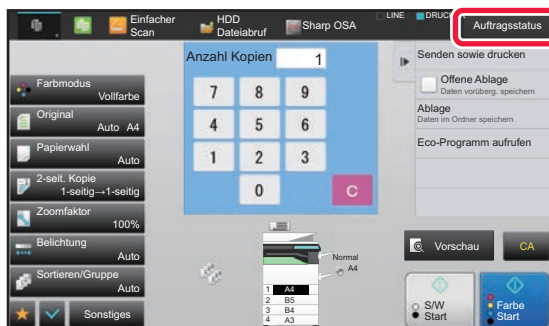 Einfacher
Scan
HDD
Dateiabruf
Sharp OSA
LINE
Auftragsstatus
Anzahl Kopien
1
Senden sowie drucken
Offene Ablage
Daten vorüberg. speichern
Ablage
Daten im Ordner speichern
Eco-Programm aufrufen
Farbmodus
Vollfarbe
Original
Auto A4
Papierwahl
Auto
2-seit. Kopie
1-seitig→1-seitig
Zoomfaktor
100%
Belichtung
Auto
Sortieren/Gruppe
Auto
Sonstiges
7 8 9
4 5 6
1 2 3
0 C
Normal
A4
1 A4
2 B5
3 B4
4 A3
Vorschau
CA
S/W
Start
Farbe
Start